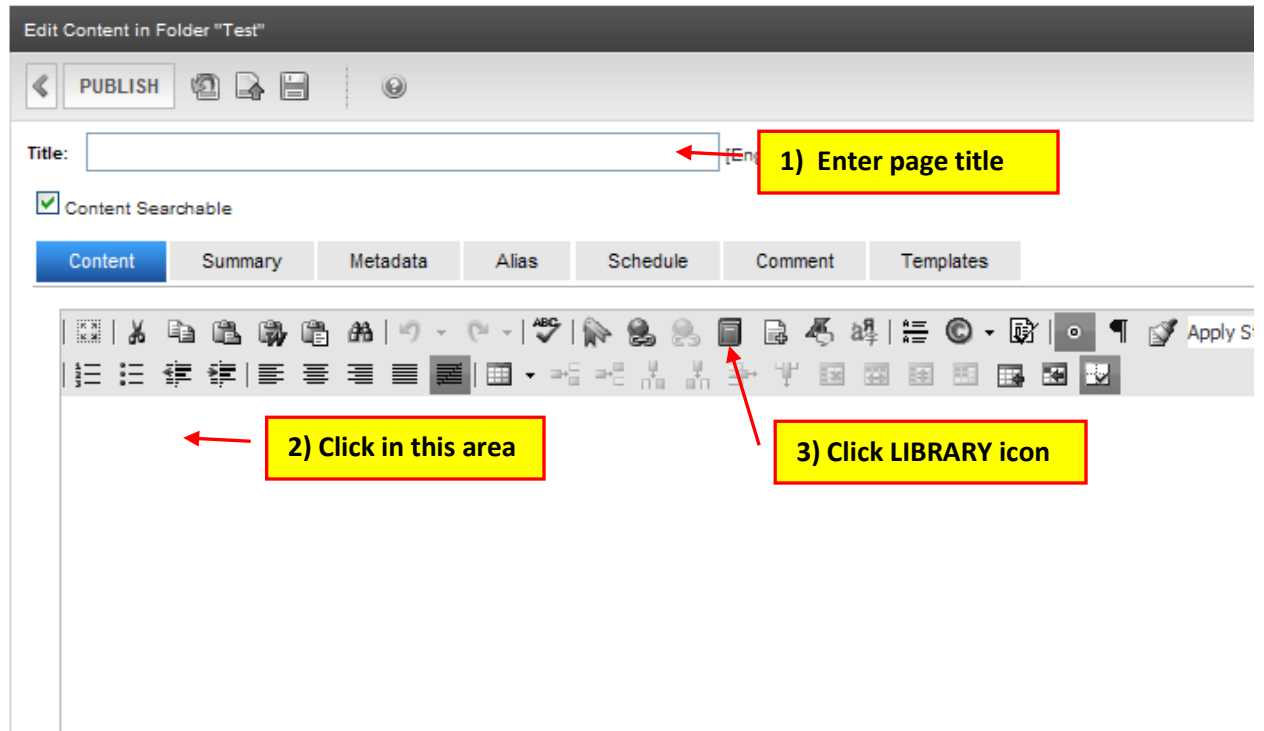 Edit Content in Folder "Test"
PUBLISH
Title:
1) Enter page title
Content Searchable
Content Summary Metadata Alias Schedule Comment Templates
ABC
Apply
2) Click in this area
3) Click LIBRARY icon